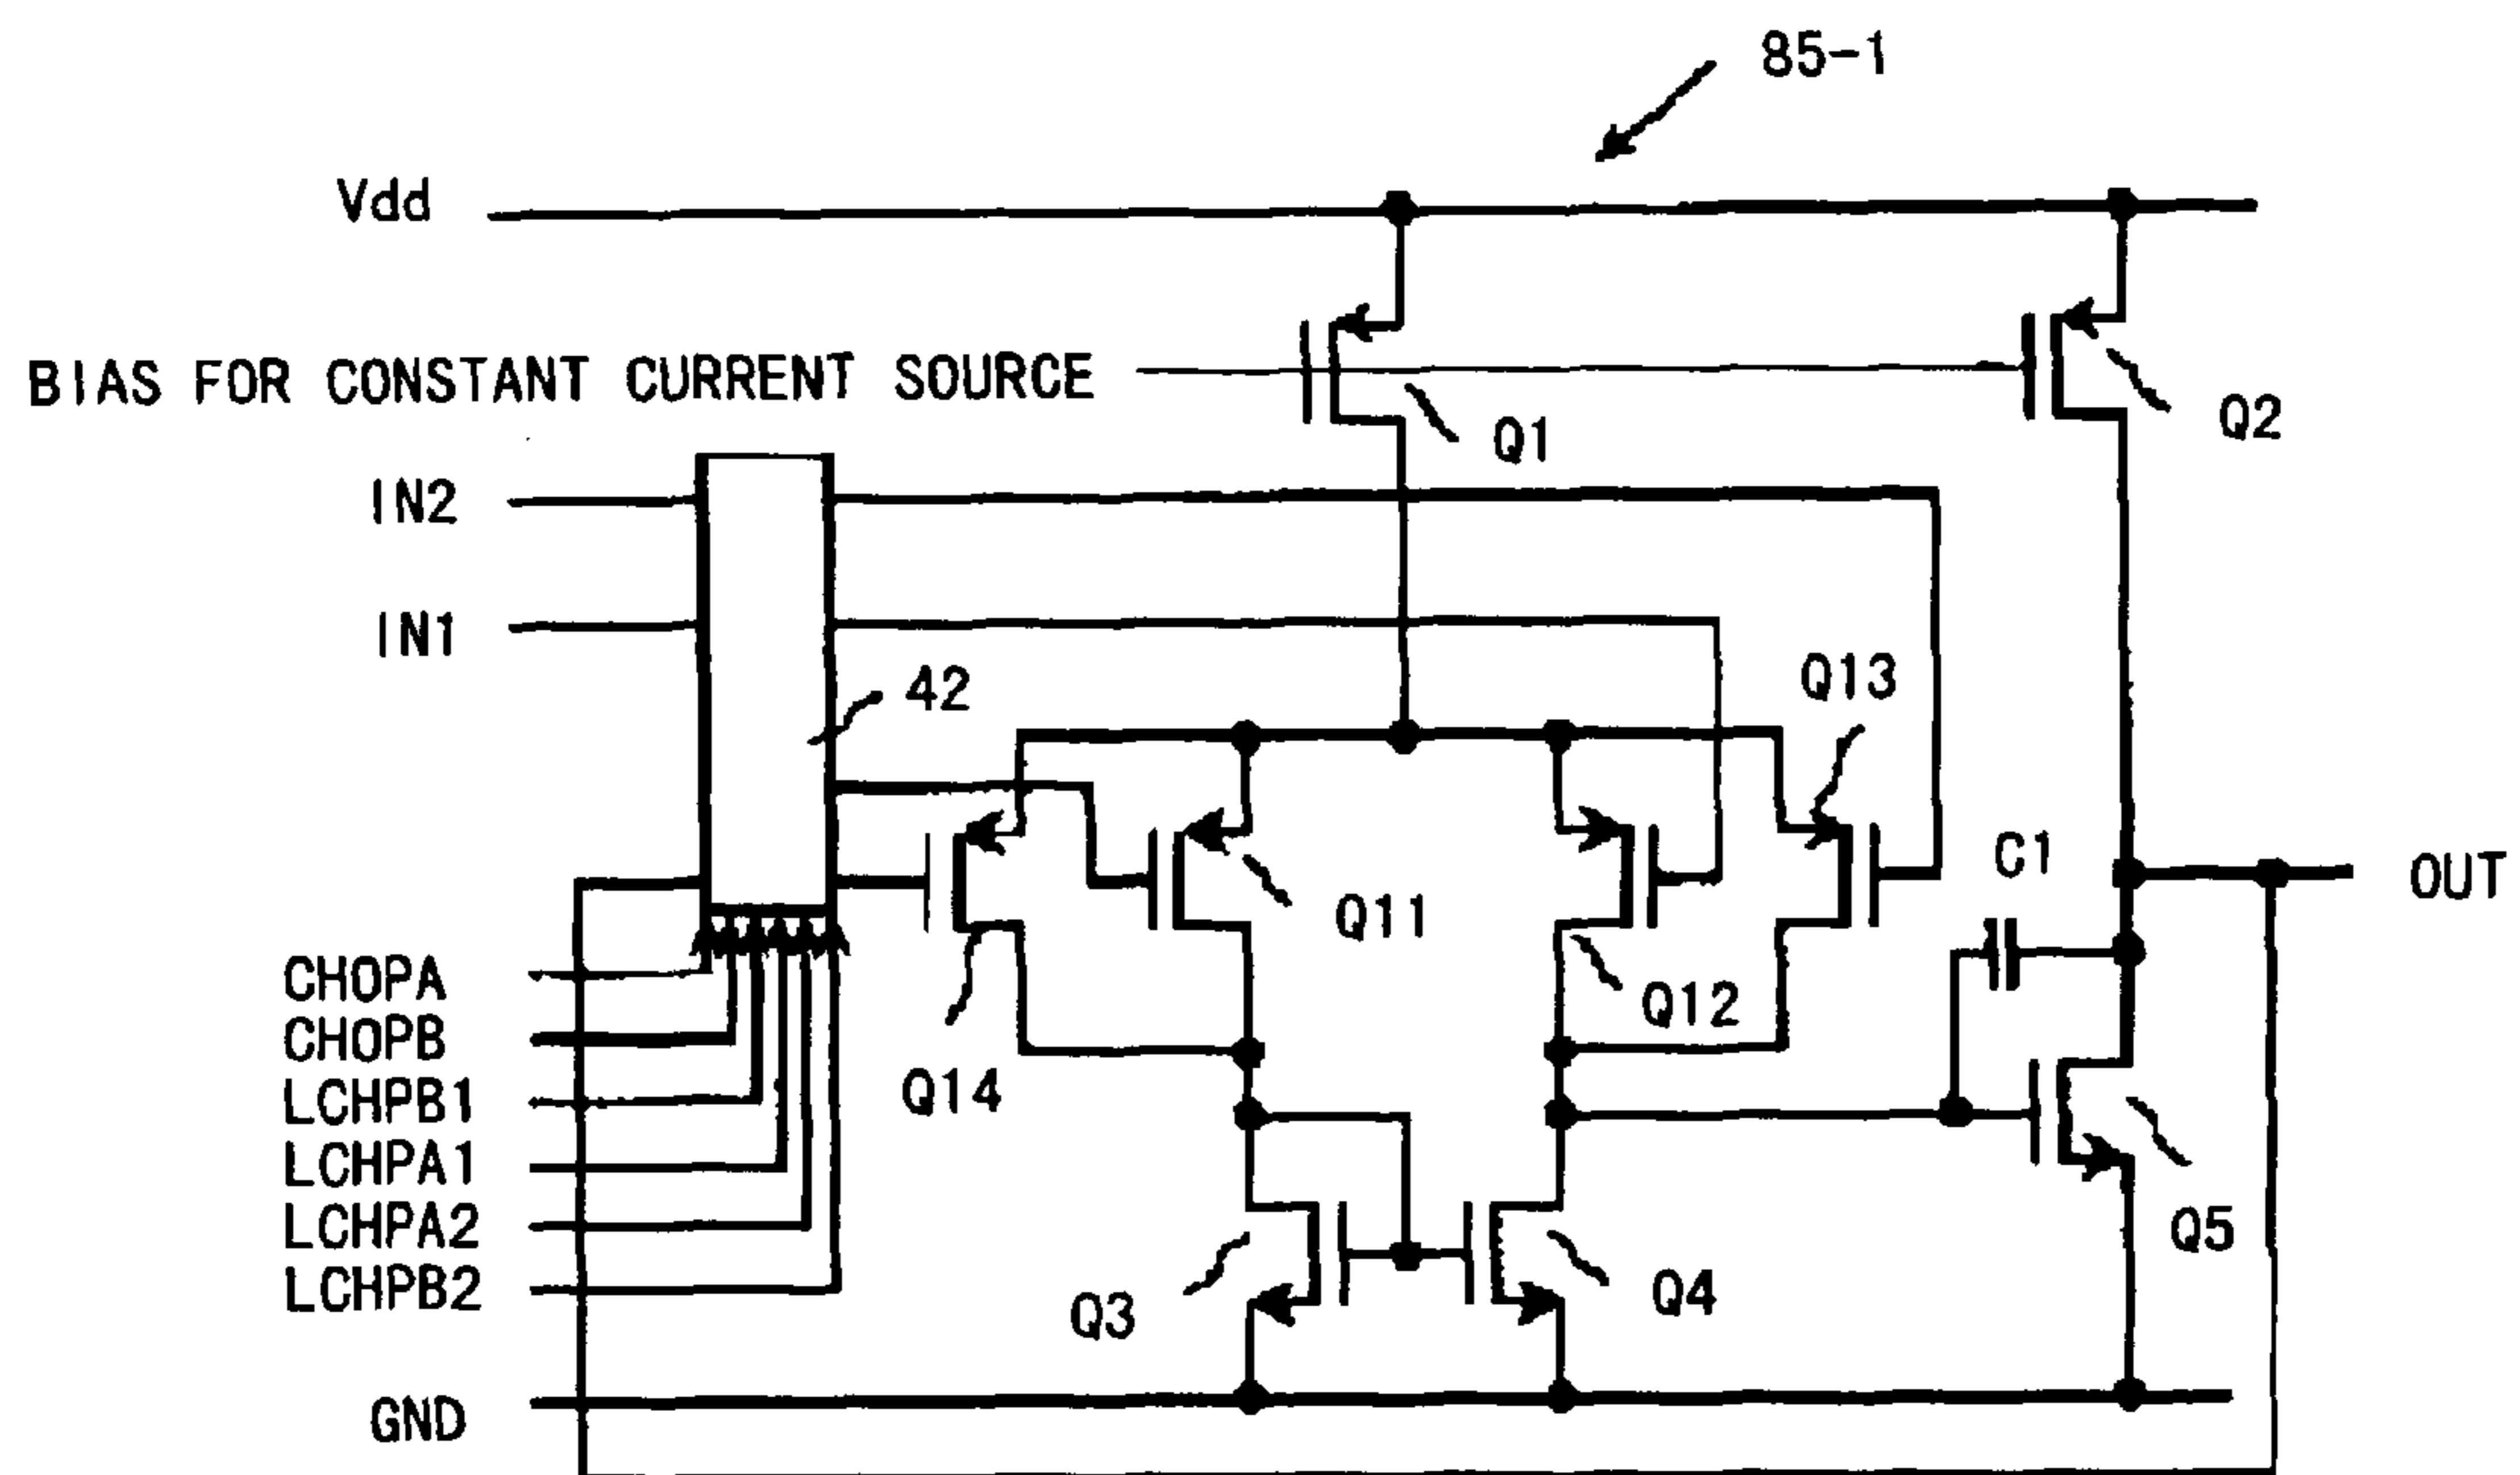 85-1
Vdd
BIAS FOR CONSTANT CURRENT SOURCE
Q1
Q2
IN2
IN1
42
Q13
C1
OUT
Q11
Q12
CHOPA
CHOPB
Q14
LCHPB1
LCHPA1
LCHPA2
Q5
LCHPB2
Q3
Q4
GND